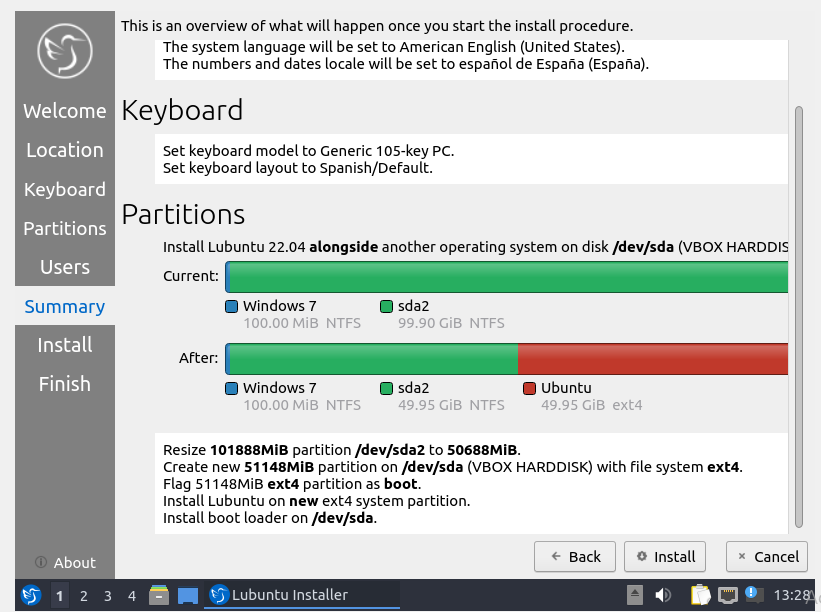 This is an overview of what will happen once you start the install procedure.
The system language will be set to American English (United States).
The numbers and dates locale will be set to español de España (España).
Welcome
Location
Keyboard
Partitions
Users
Summary
Install
Finish
About
Keyboard
Set keyboard model to Generic 105-key PC.
Set keyboard layout to Spanish/Default.
Partitions
Install Lubuntu 22.04 alongside another operating system on disk /dev/sda (VBOX HARDDIS
Current:
Windows 7 sda2
100.00 MiB NTFS 99.90 GiB NTFS
After:
Windows 7 sda2 Ubuntu
100.00 MiB NTFS 49.95 GiB NTFS 49.95 GiB ext4
Resize 101888MiB partition /dev/sda2 to 50688MiB.
Create new 51148MiB partition on /dev/sda (VBOX HARDDISK) with file system ext4.
Flag 51148MiB ext4 partition as boot.
Install Lubuntu on new ext4 system partition.
Install boot loader on /dev/sda.
Back Install Cancel
1 2 3 4 Lubuntu Installer 13:28